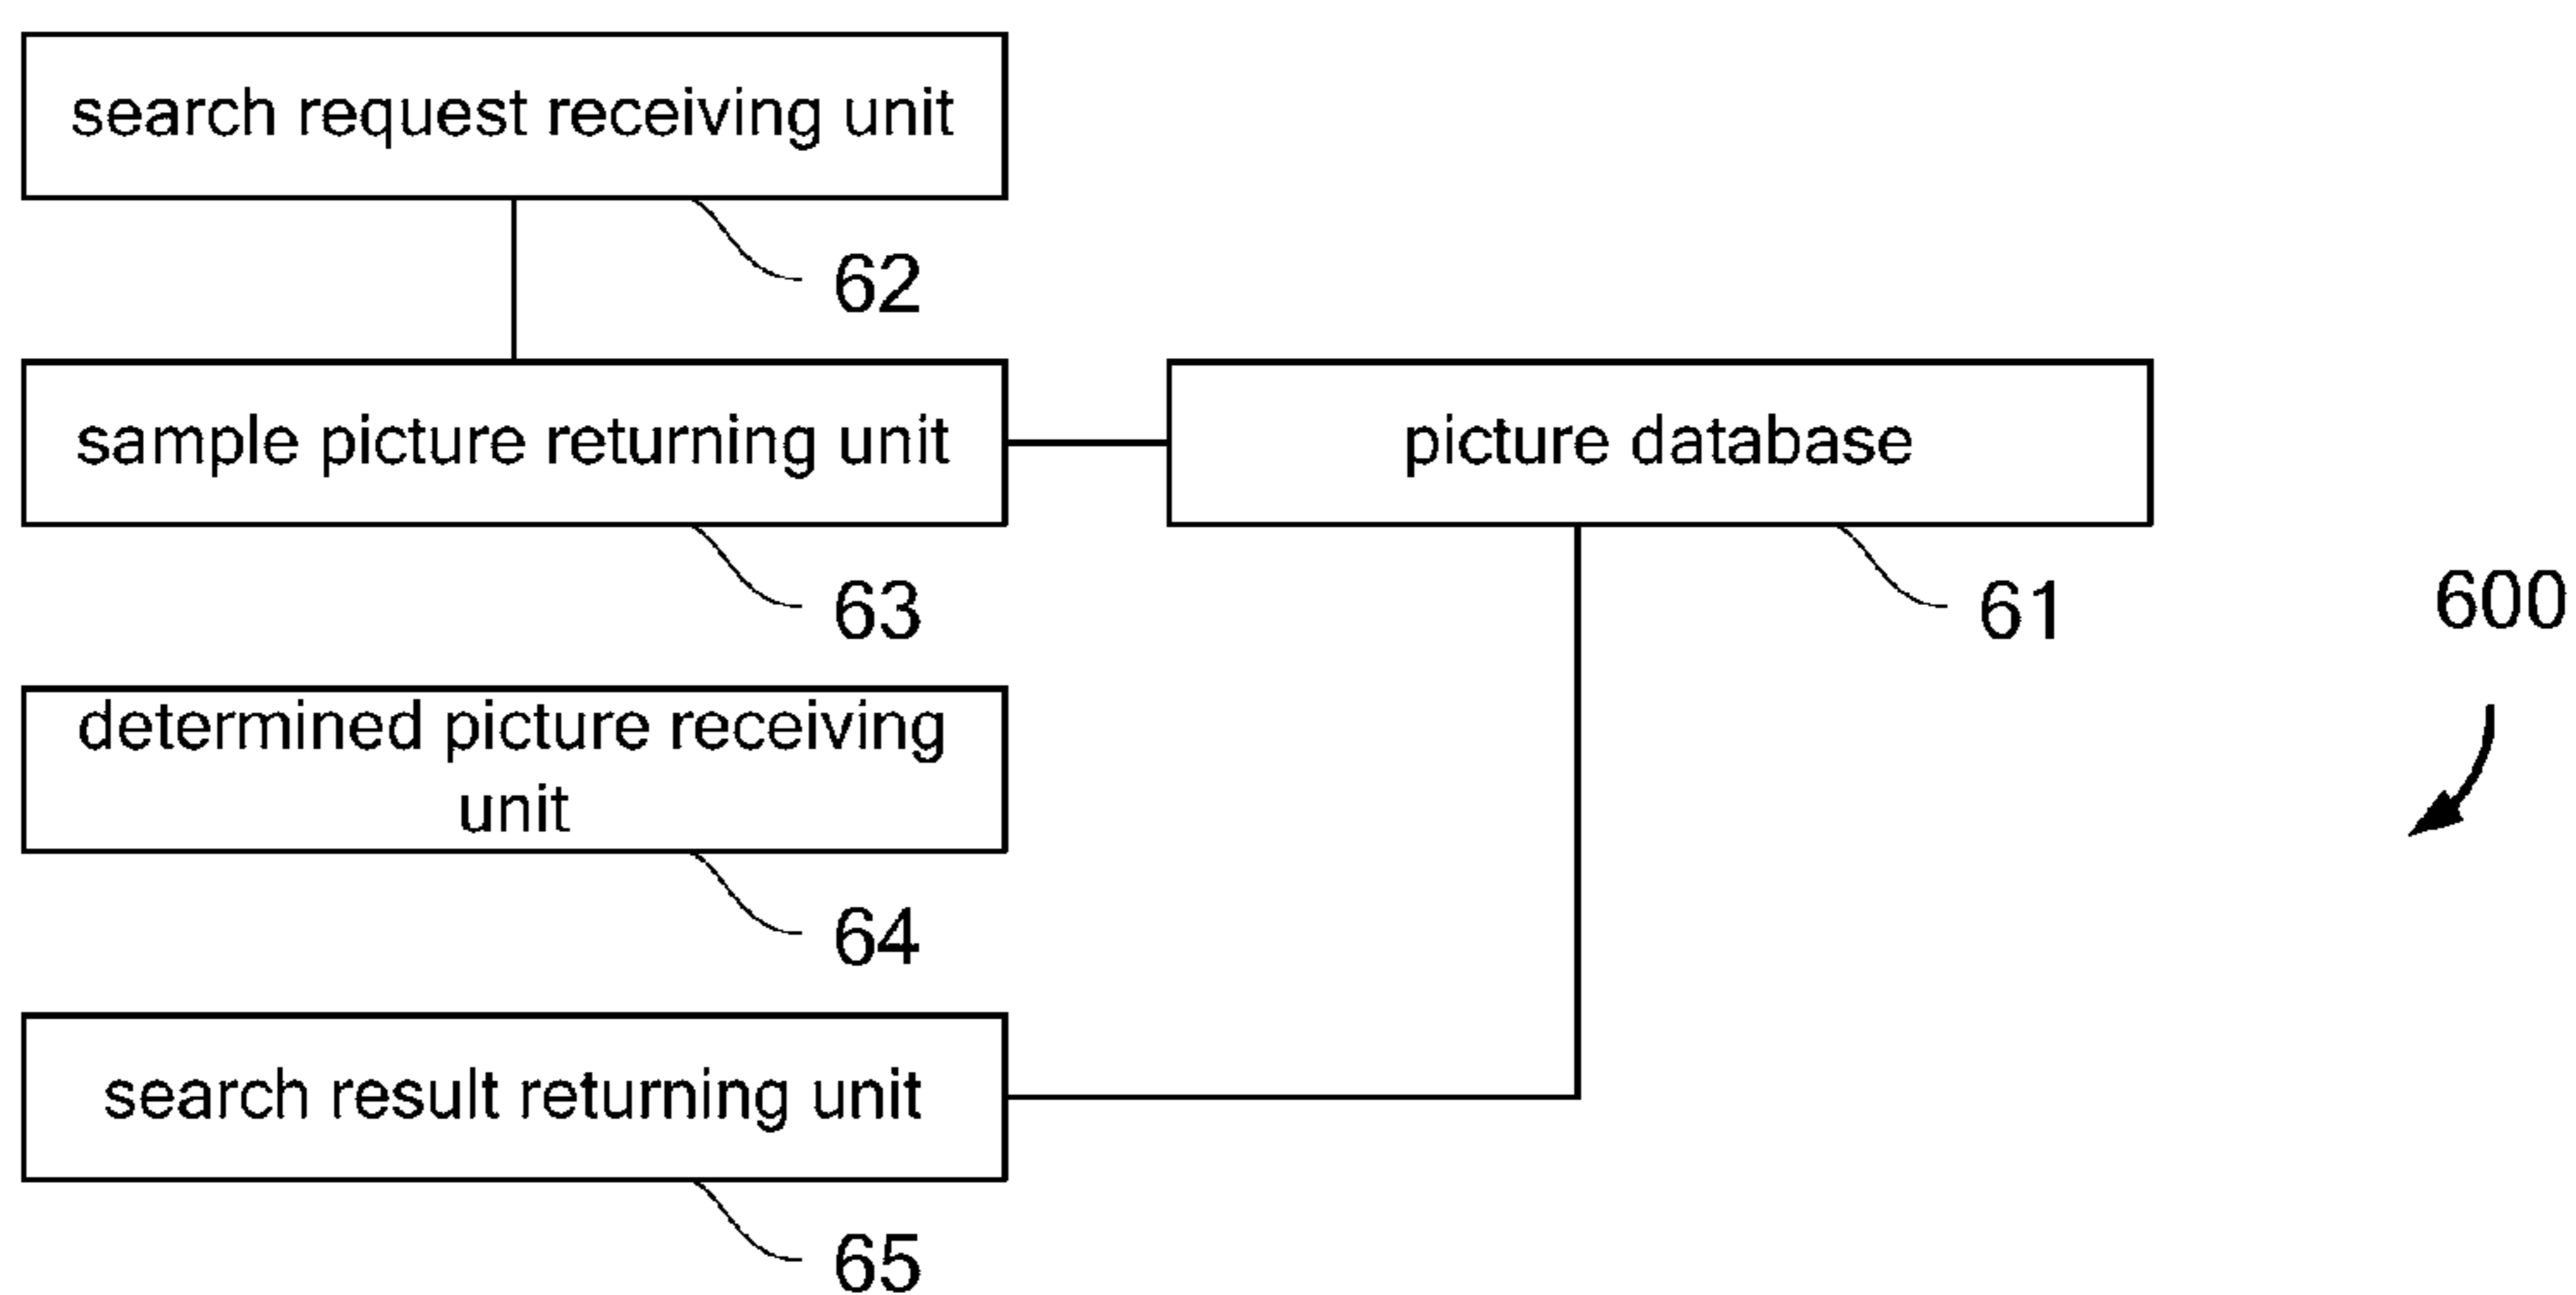 search request receiving unit
62
sample picture returning unit
picture database
63
61
600
determined picture receiving
unit
64
search result returning unit
65